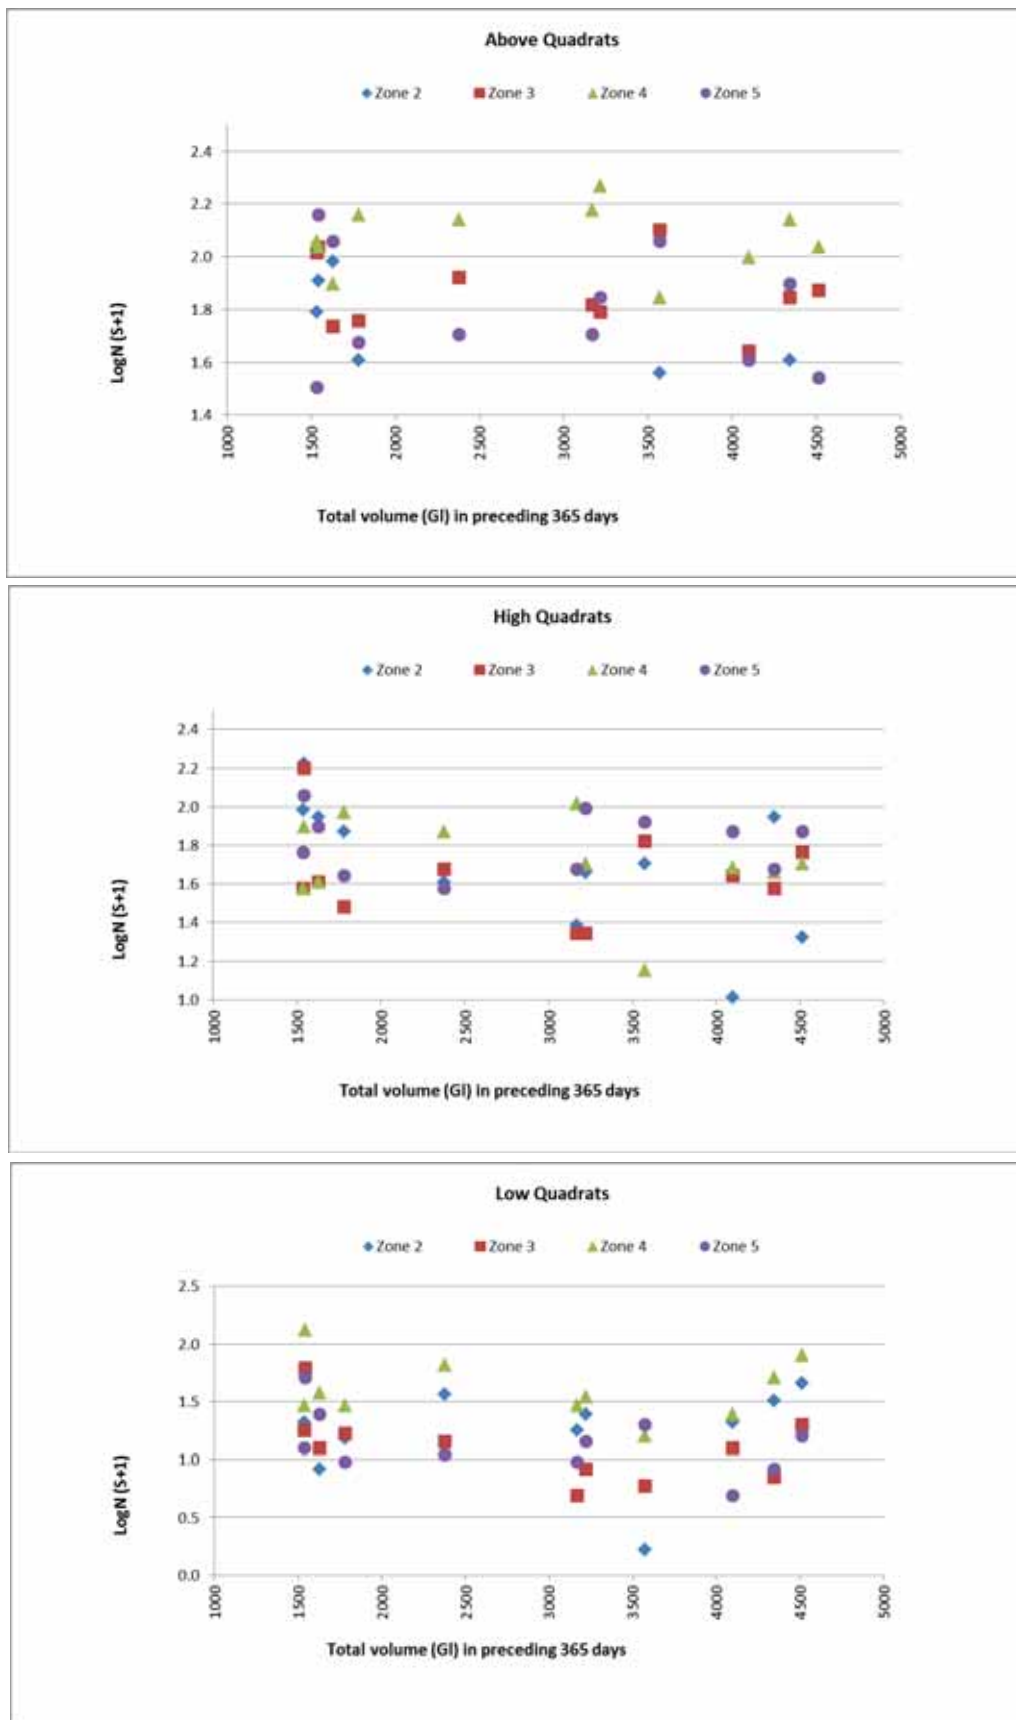 Above Quadrats
Zone 2 Zone 3 Zone 4 Zone 5
2.4
2.2
2.0
1.8
1.6
1.4
LogN (S+1)
1000 1500 2000 2500 3000 3500 4000 4500 5000
Total volume (Gl) in preceding 365 days
High Quadrats
Zone 2 Zone 3 Zone 4 Zone 5
2.4
2.2
2.0
1.8
1.6
1.4
1.2
1.0
LogN (S+1)
1000 1500 2000 2500 3000 3500 4000 4500 5000
Total volume (Gl) in preceding 365 days
Low Quadrats
Zone 2 Zone 3 Zone 4 Zone 5
2.5
2.0
1.5
1.0
0.5
0.0
LogN (S+1)
1000 1500 2000 2500 3000 3500 4000 4500 5000
Total volume (Gl) in preceding 365 days